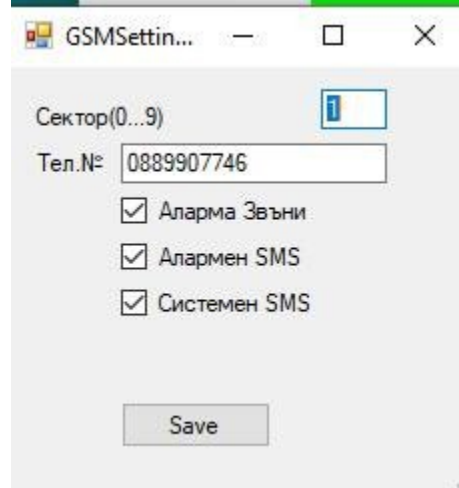 GSMSettin...
Сектор(0...9) 1
Тел.№ 0889907746
Аларма Звъни
Алармен SMS
Системен SMS
Save